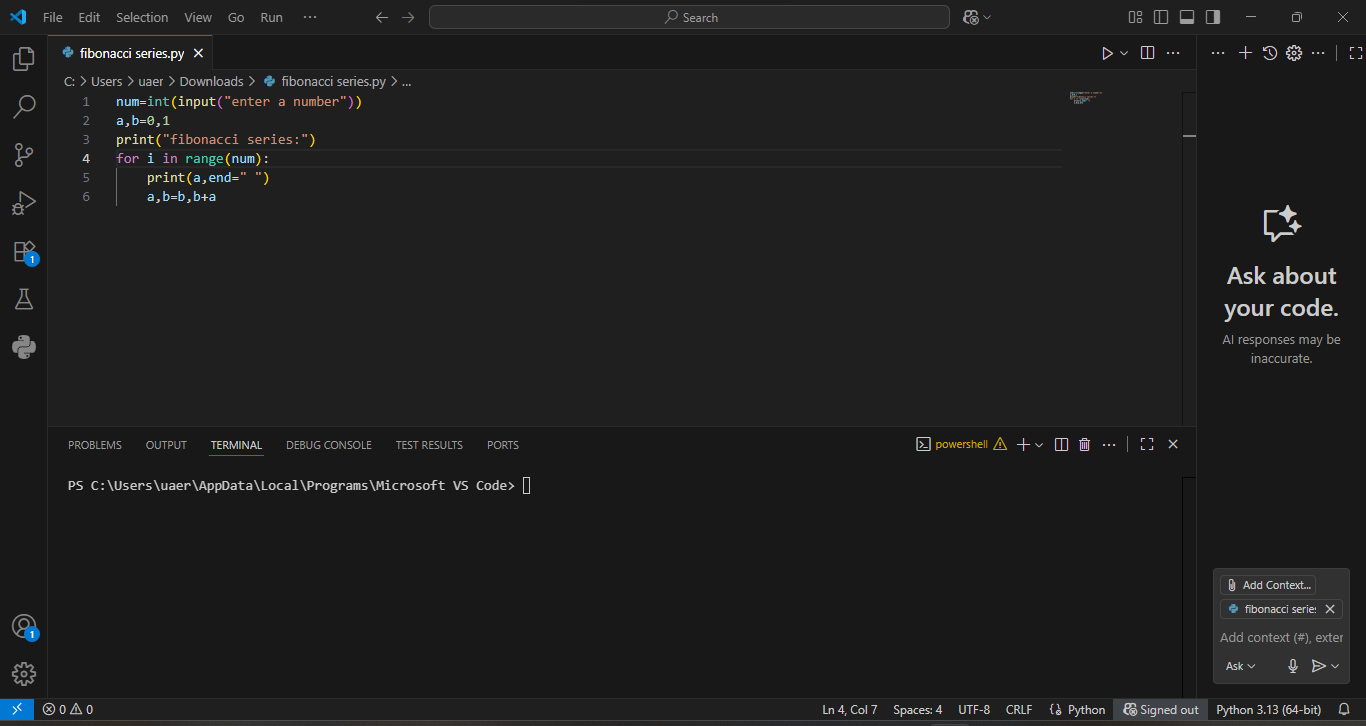 File Edit Selection View Go Run ···
Search
fibonacci series.py
C: > Users > uaer > Downloads > fibonacci series.py > ...
1 num=int(input("enter a number"))
2 a,b=0,1
3 print("fibonacci series:")
4 for i in range(num):
5 print(a,end=" ")
6 a,b=b,b+a
1
Ask about
your code.
AI responses may be
inaccurate.
PROBLEMS OUTPUT TERMINAL DEBUG CONSOLE TEST RESULTS PORTS
powershell
PS C:\Users\uaer\AppData\Local\Programs\Microsoft VS Code>
Add Context...
fibonacci series
Add context (#), exter
Ask
1
0 0
Ln 4, Col 7 Spaces: 4 UTF-8 CRLF {} Python Signed out Python 3.13 (64-bit)